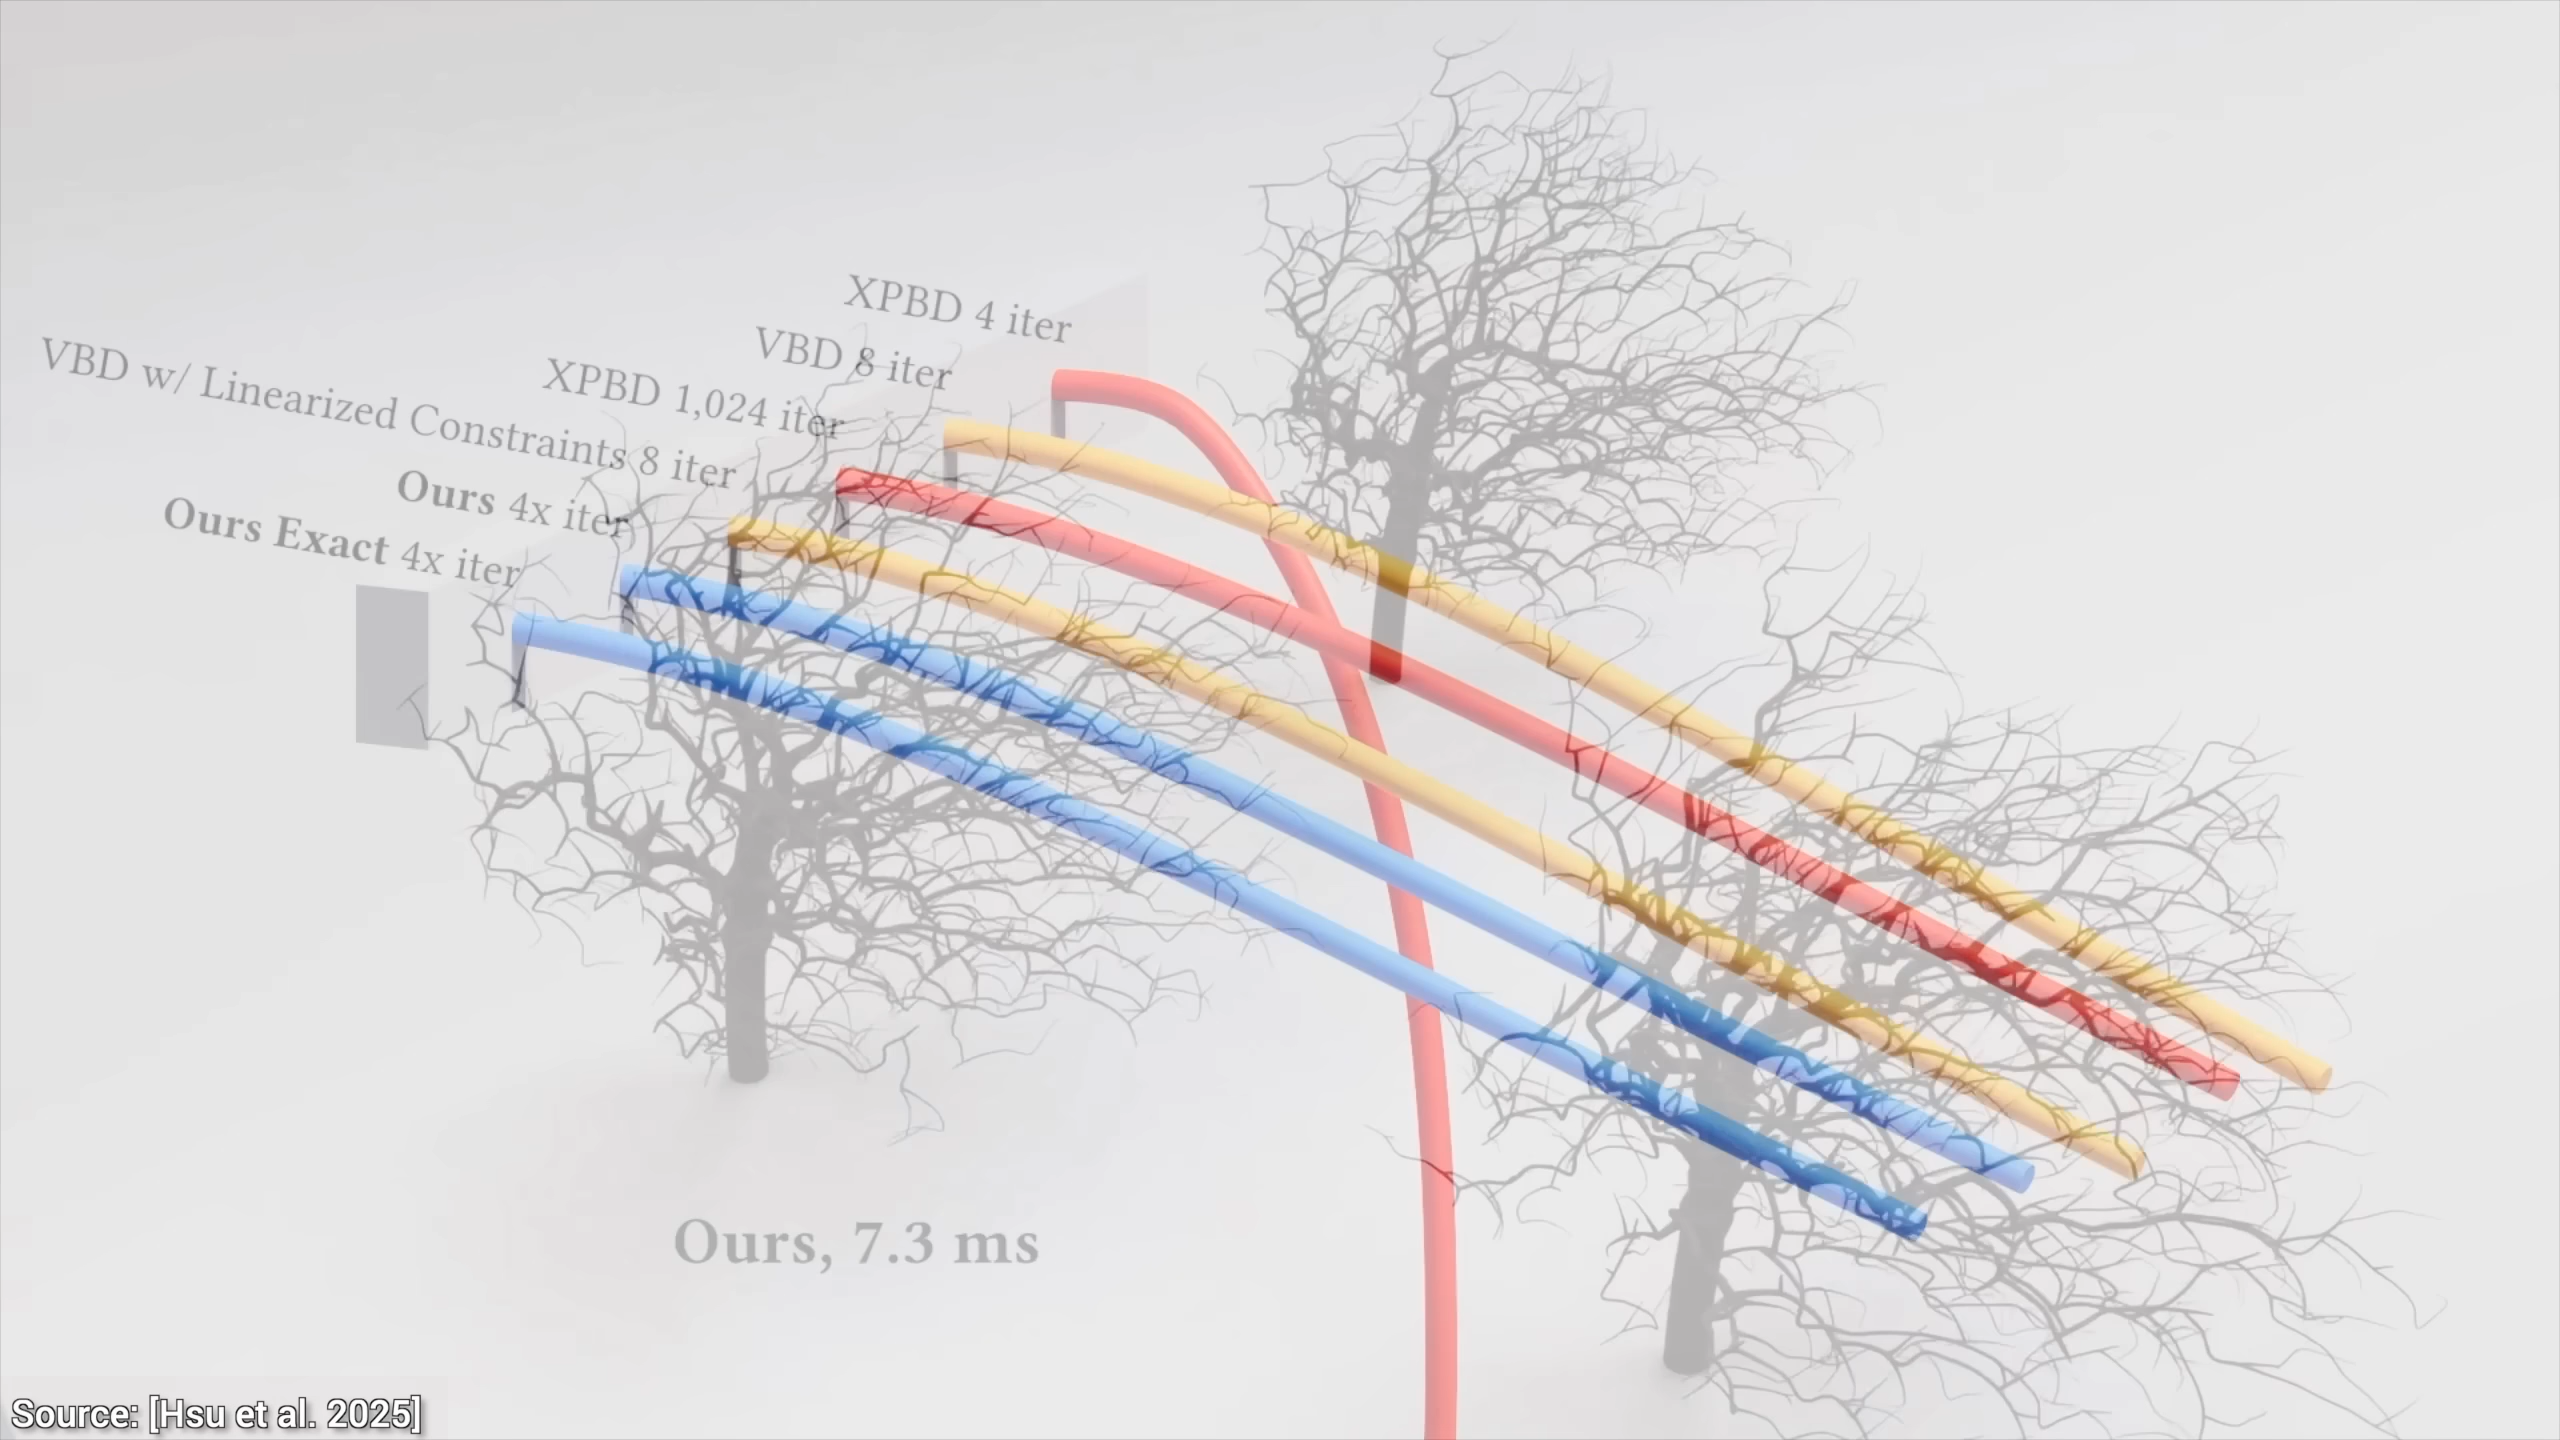 XPBD 4 iter
VBD 8 iter
XPBD 1,024 iter
VBD w/ Linearized Constraints 8 iter
Ours 4x iter
Ours Exact 4x iter
Ours, 7.3 ms
Source: [Hsu et al. 2025]